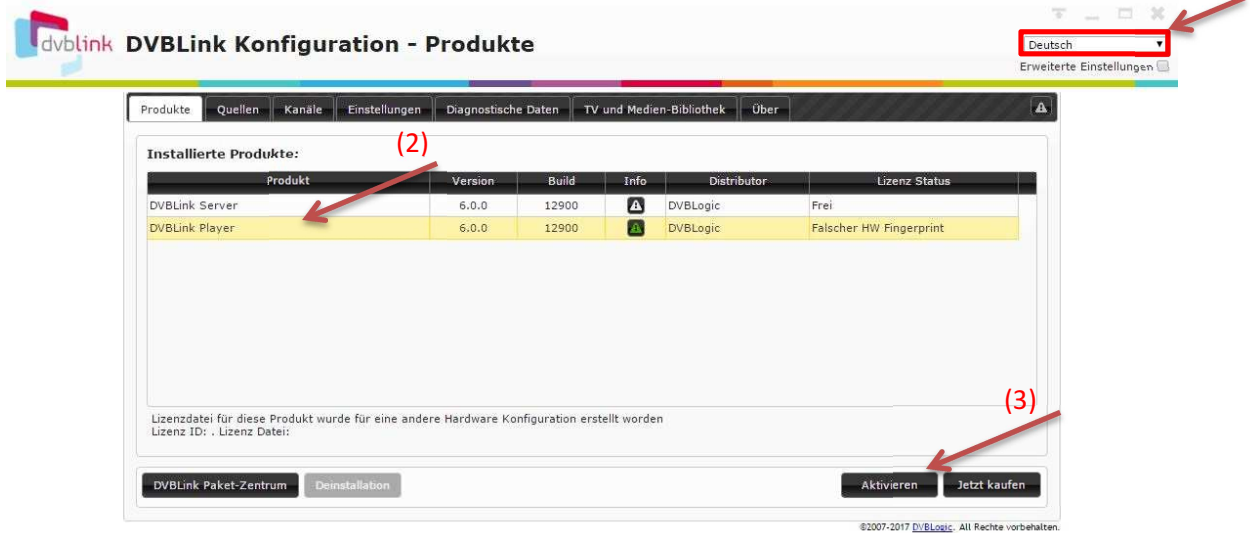 dvblink DVBLink Konfiguration - Produkte
Deutsch
Erweiterte Einstellungen
Produkte Quellen Kanäle Einstellungen Diagnostische Daten TV und Medien-Bibliothek Über
(2)
Installierte Produkte:
Produkt Version Build Info Distributor Lizenz Status
DVBLink Server 6.0.0 12900 DVBLogic Frei
DVBLink Player 6.0.0 12900 DVBLogic Falscher HW Fingerprint
(3)
Lizenzdatei für diese Produkt wurde für eine andere Hardware Konfiguration erstellt worden
Lizenz ID: . Lizenz Datei:
DVBLink Paket-Zentrum Deinstallation Aktivieren Jetzt kaufen
©2007-2017 DVBLogic. All Rechte vorbehalten.